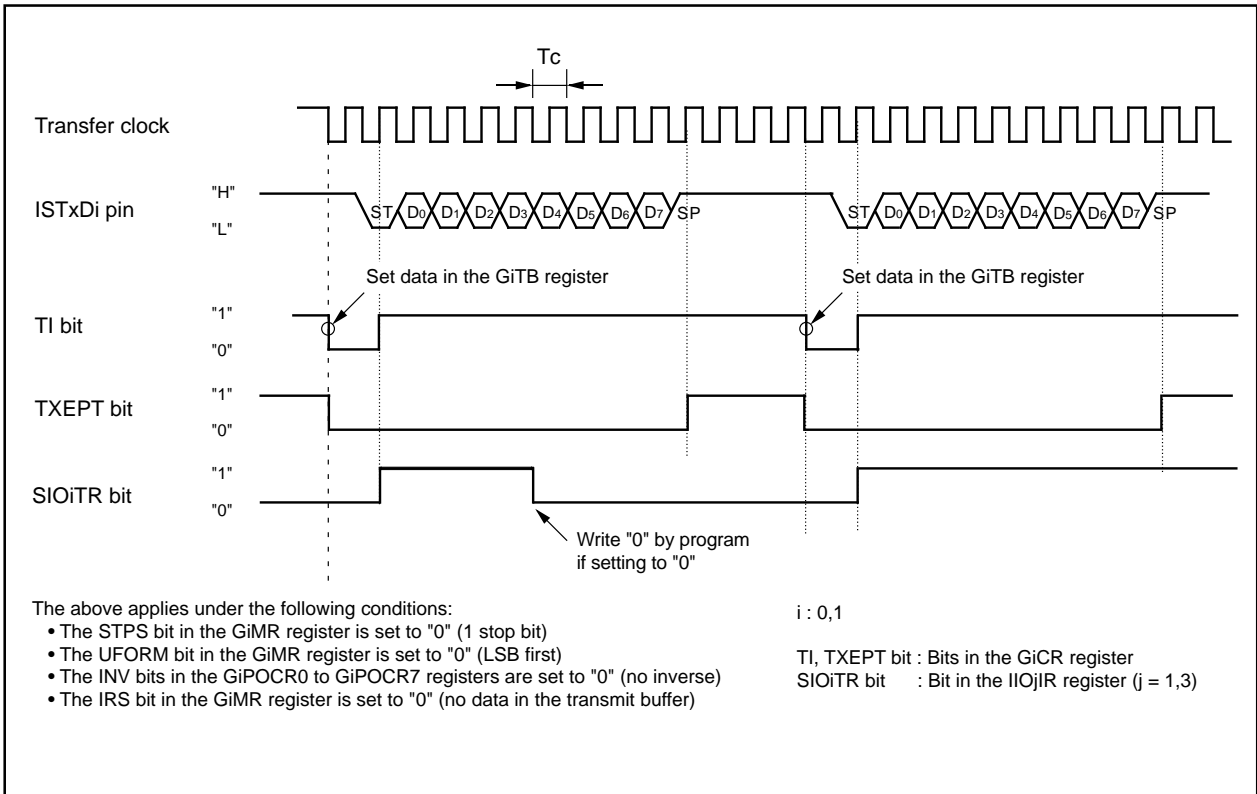 Tc
Transfer clock
ISTxDi pin
"H"
"L"
ST D0 D1 D2 D3 D4 D5 D6 D7 SP
ST D0 D1 D2 D3 D4 D5 D6 D7 SP
Set data in the GiTB register
Set data in the GiTB register
TI bit
"1"
"0"
TXEPT bit
"1"
"0"
SIOiTR bit
"1"
"0"
Write "0" by program
if setting to "0"
The above applies under the following conditions:
• The STPS bit in the GiMR register is set to "0" (1 stop bit)
• The UFORM bit in the GiMR register is set to "0" (LSB first)
• The INV bits in the GiPOCR0 to GiPOCR7 registers are set to "0" (no inverse)
• The IRS bit in the GiMR register is set to "0" (no data in the transmit buffer)
i : 0,1
TI, TXEPT bit : Bits in the GiCR register
SIOiTR bit : Bit in the IIOjIR register (j = 1,3)